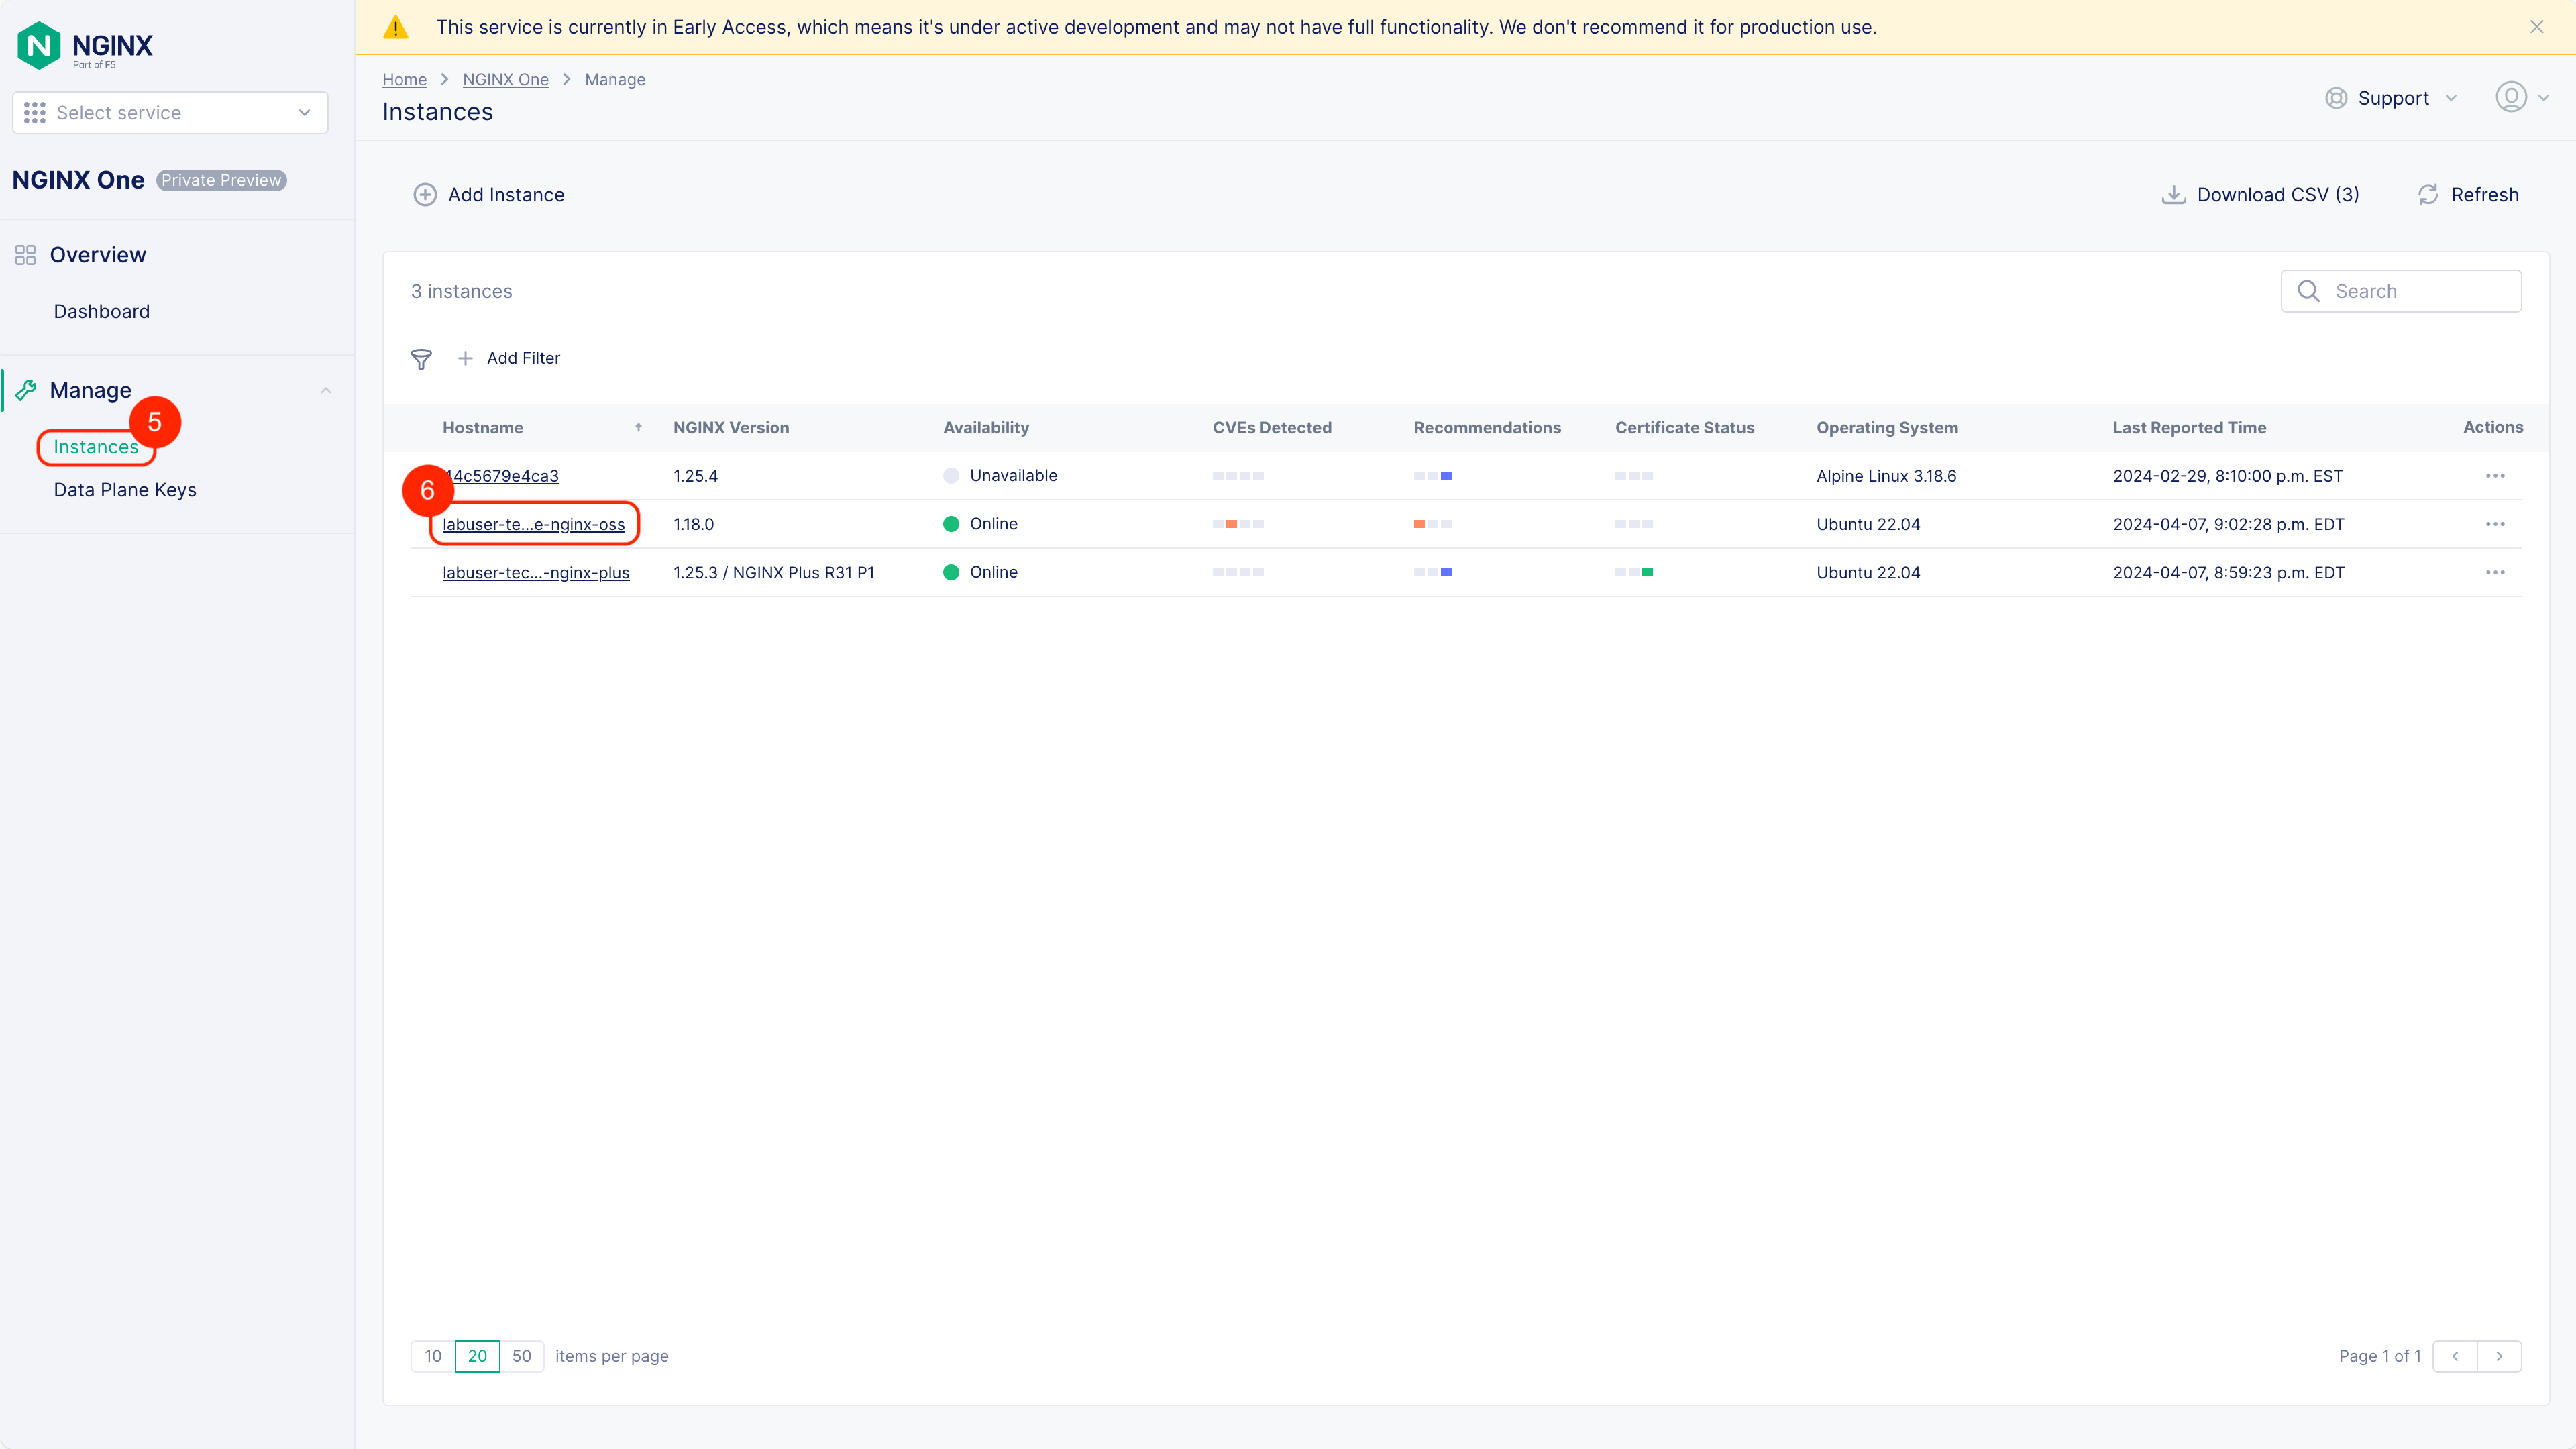 This service is currently in Early Access, which means it's under active development and may not have full functionality. We don't recommend it for production use.
NGINX
Part of F5
Select service
NGINX One Private Preview
Overview
Dashboard
Manage
5
Instances
Data Plane Keys
Home > NGINX One > Manage
Instances
Support
Add Instance
Download CSV (3)
Refresh
3 instances
Search
Add Filter
Hostname NGINX Version Availability CVEs Detected Recommendations Certificate Status Operating System Last Reported Time Actions
4c5679e4ca3 1.25.4 Unavailable Alpine Linux 3.18.6 2024-02-29, 8:10:00 p.m. EST
6
labuser-te...e-nginx-oss 1.18.0 Online Ubuntu 22.04 2024-04-07, 9:02:28 p.m. EDT
labuser-tec...-nginx-plus 1.25.3 / NGINX Plus R31 P1 Online Ubuntu 22.04 2024-04-07, 8:59:23 p.m. EDT
10 20 50 items per page
Page 1 of 1